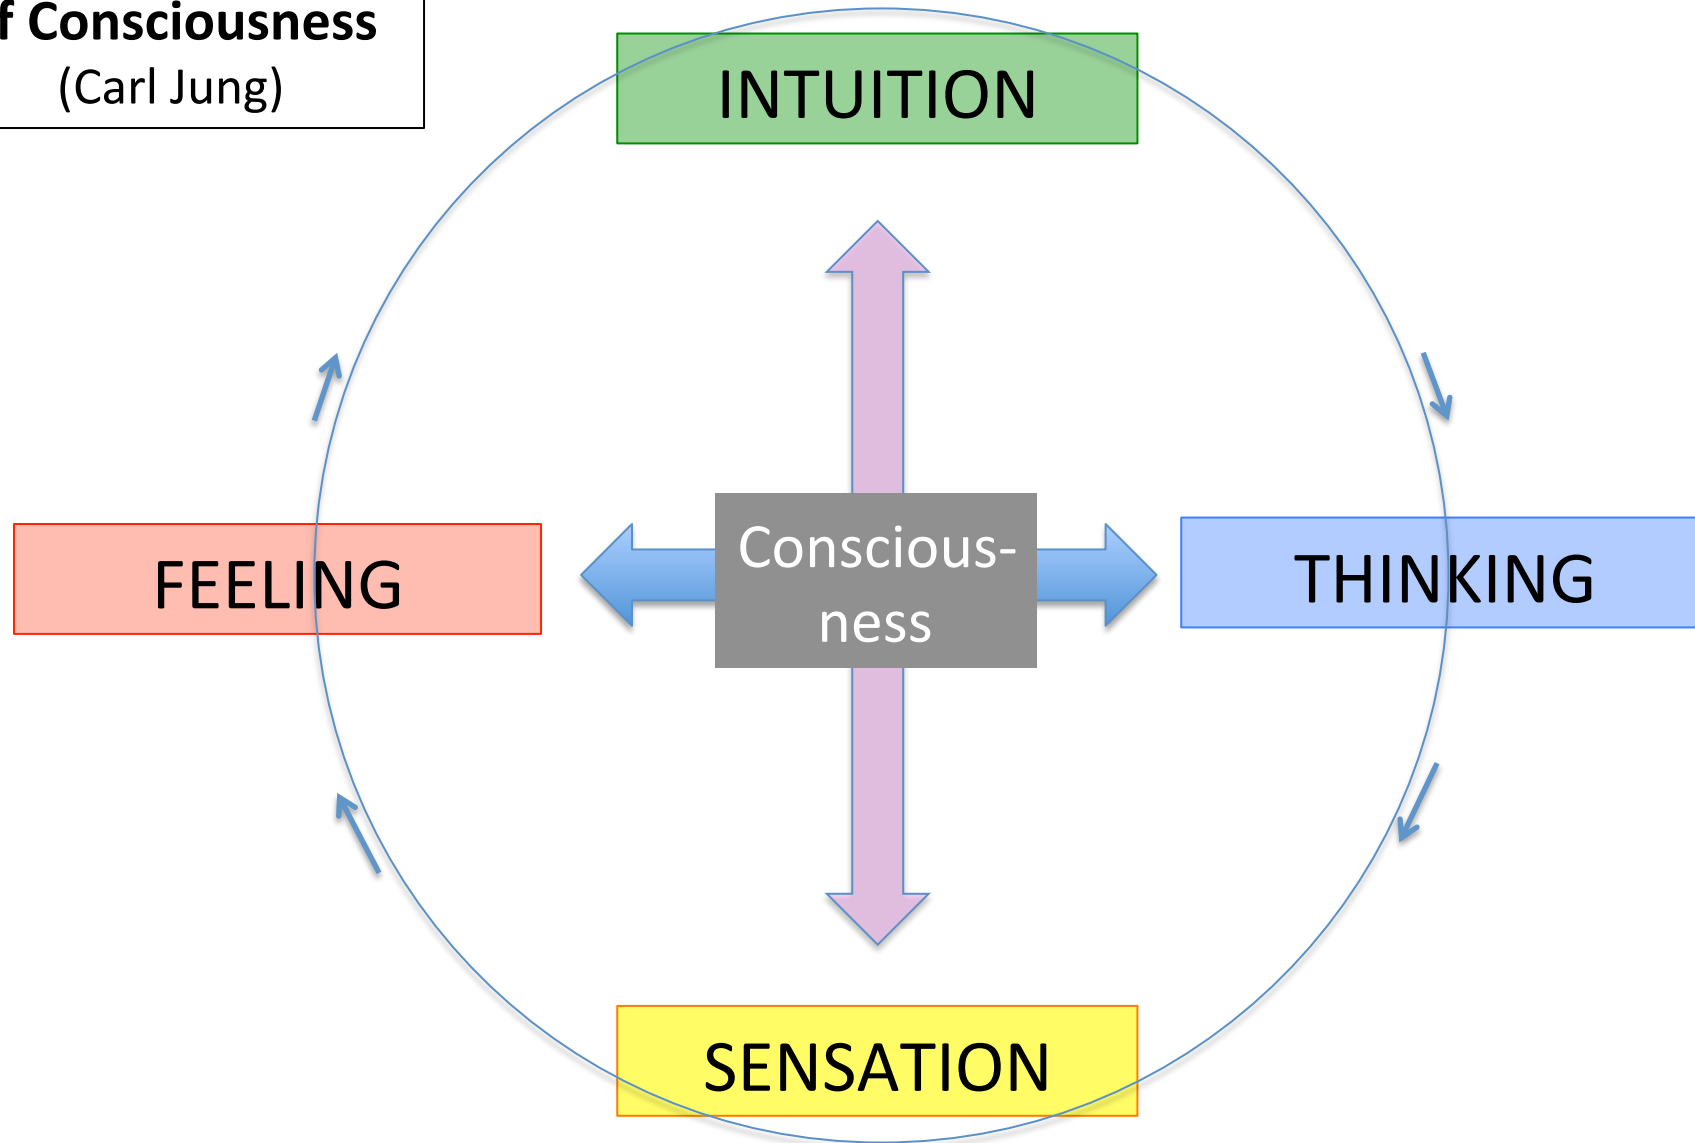 f Consciousness
(Carl Jung)
INTUITION
FEELING
Conscious-
ness
THINKING
SENSATION